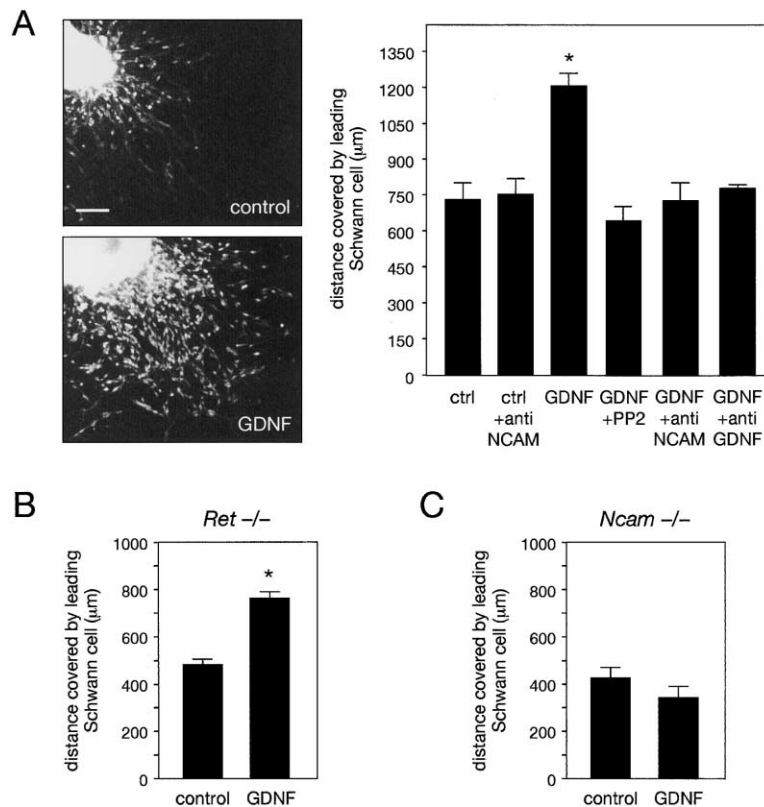 A
control
GDNF
distance covered by leading
Schwann cell (μm)
1350
1200
1050
900
750
600
450
300
150
0
*
ctrl
ctrl
+anti
NCAM
GDNF
GDNF
+PP2
GDNF
+anti
NCAM
GDNF
+anti
GDNF
B
Ret –/–
distance covered by leading
Schwann cell (μm)
1000
800
600
400
200
0
*
control
GDNF
C
Ncam –/–
distance covered by leading
Schwann cell (μm)
1000
800
600
400
200
0
control
GDNF